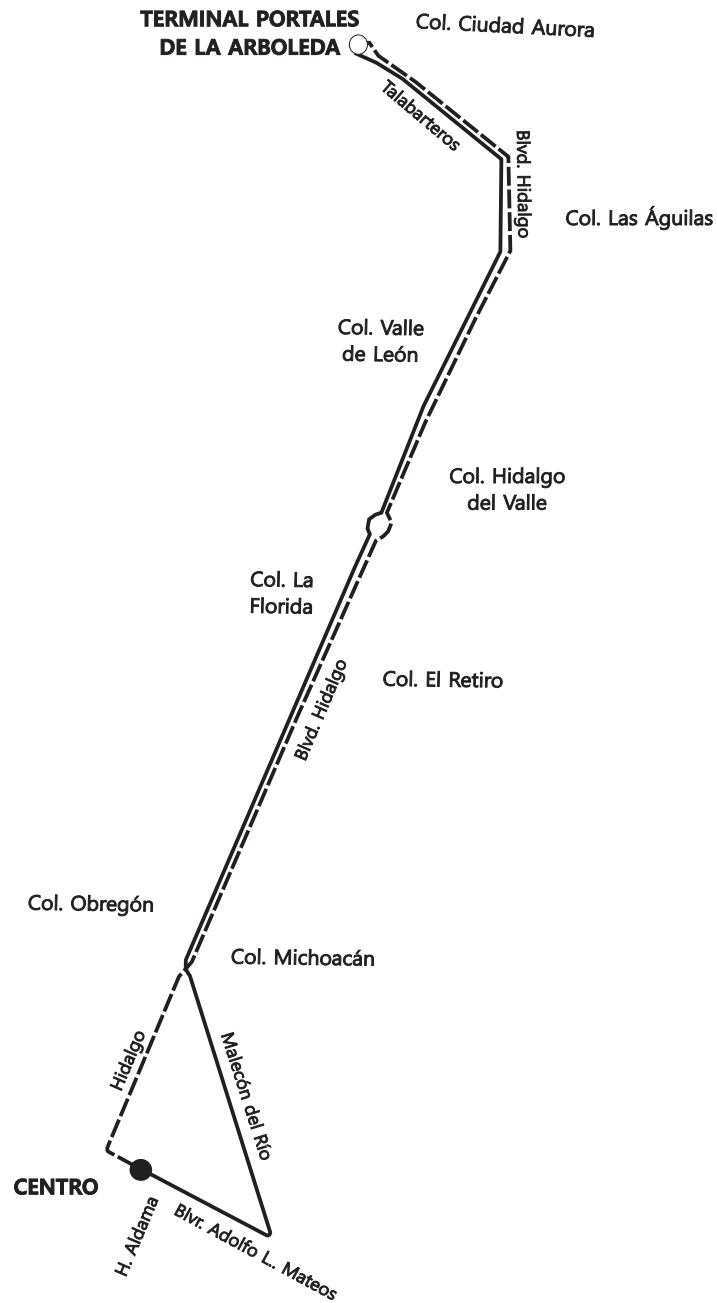 TERMINAL PORTALES
DE LA ARBOLEDA
Col. Ciudad Aurora
Talabarteros
Blvd. Hidalgo
Col. Las Águilas
Col. Valle
de León
Col. Hidalgo
del Valle
Col. La
Florida
Col. El Retiro
Blvd. Hidalgo
Col. Obregón
Col. Michoacán
Hidalgo
Malecón del Río
CENTRO
H. Aldama
Blvr. Adolfo L.. Mateos